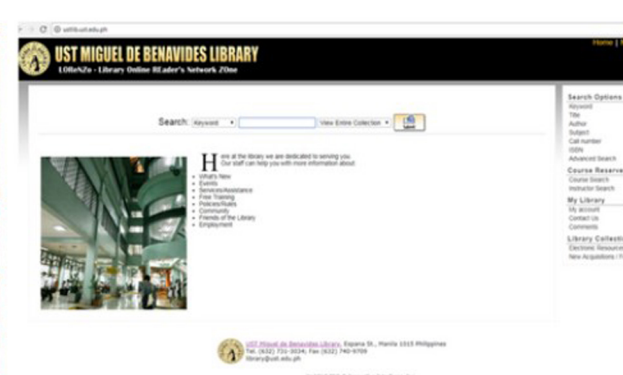 ustlib.ust.edu.ph
UST MIGUEL DE BENAVIDES LIBRARY
LOReNZo - Library Online REader's Network ZOne
Home |
Search: Keyword View Entire Collection Submit
Here at the library we are dedicated to serving you.
Our staff can help you with more information about:
What's New
Events
Services/Assistance
Free Training
Policies/Rules
Community
Friends of the Library
Employment
Search Options
Keyword
Title
Author
Subject
Call number
ISBN
Advanced Search
Course Reserve
Course Search
Instructor Search
My Library
My account
Contact Us
Comments
Library Collecti
Electronic Resources
New Acquisitions / F
UST Miguel de Benavides Library, Espana St., Manila 1015 Philippines
Tel. (632) 731-3034; Fax (632) 740-9709
library@ust.edu.ph